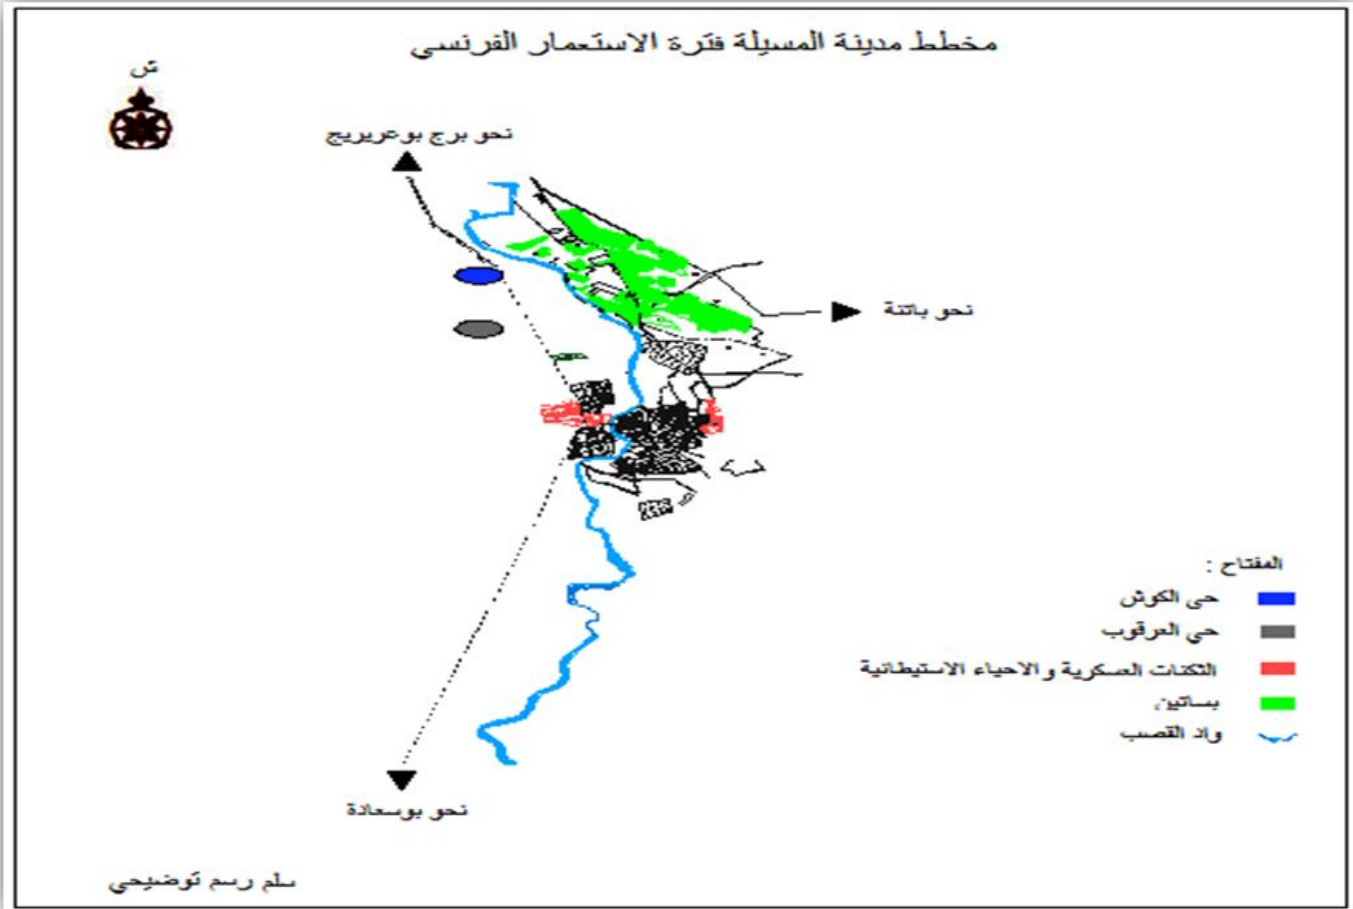 مخطط مدينة المسيلة فترة الاستعمار الفرنسي
ش
نحو برج بوعريريج
نحو باتنة
المفتاح :
حي الكوش
حي العرقوب
الثكنات العسكرية والاحياء الاستيطانية
بساتين
واد القصب
نحو بوسعادة
سلم رسم توضيحي